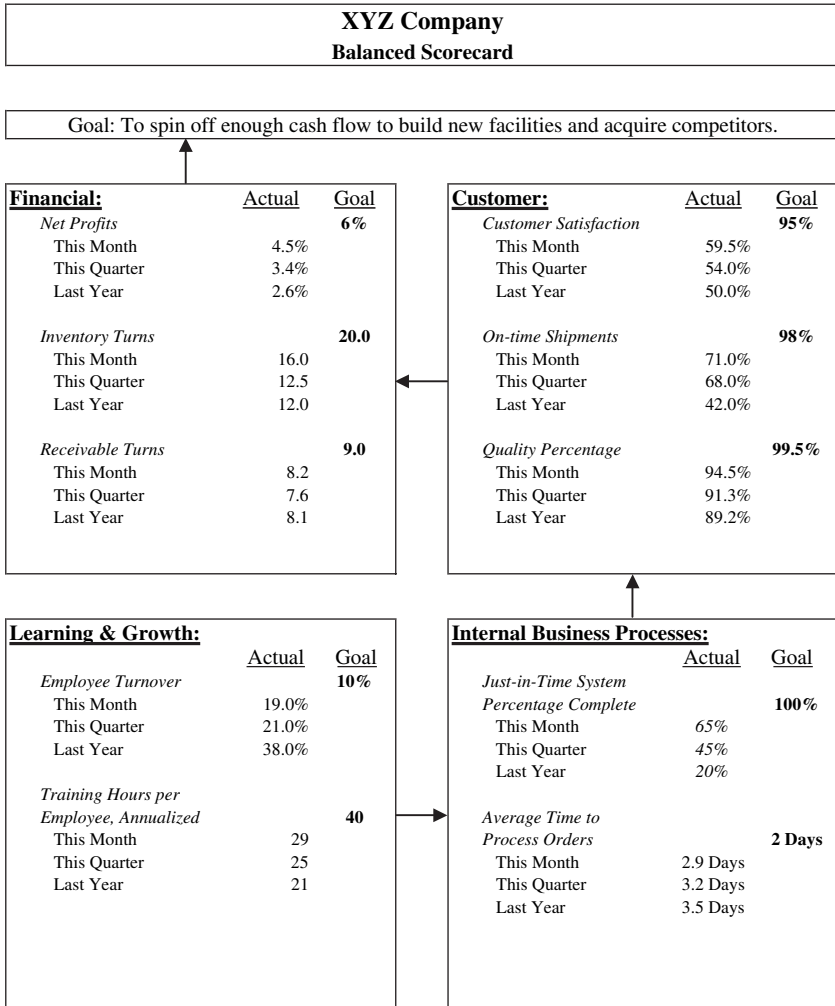 XYZ Company
Balanced Scorecard
Goal: To spin off enough cash flow to build new facilities and acquire competitors.
Financial: Actual Goal
Net Profits 6%
This Month 4.5%
This Quarter 3.4%
Last Year 2.6%
Inventory Turns 20.0
This Month 16.0
This Quarter 12.5
Last Year 12.0
Receivable Turns 9.0
This Month 8.2
This Quarter 7.6
Last Year 8.1
Customer: Actual Goal
Customer Satisfaction 95%
This Month 59.5%
This Quarter 54.0%
Last Year 50.0%
On-time Shipments 98%
This Month 71.0%
This Quarter 68.0%
Last Year 42.0%
Quality Percentage 99.5%
This Month 94.5%
This Quarter 91.3%
Last Year 89.2%
Learning & Growth:
Actual Goal
Employee Turnover 10%
This Month 19.0%
This Quarter 21.0%
Last Year 38.0%
Training Hours per
Employee, Annualized 40
This Month 29
This Quarter 25
Last Year 21
Internal Business Processes:
Actual Goal
Just-in-Time System
Percentage Complete 100%
This Month 65%
This Quarter 45%
Last Year 20%
Average Time to
Process Orders 2 Days
This Month 2.9 Days
This Quarter 3.2 Days
Last Year 3.5 Days